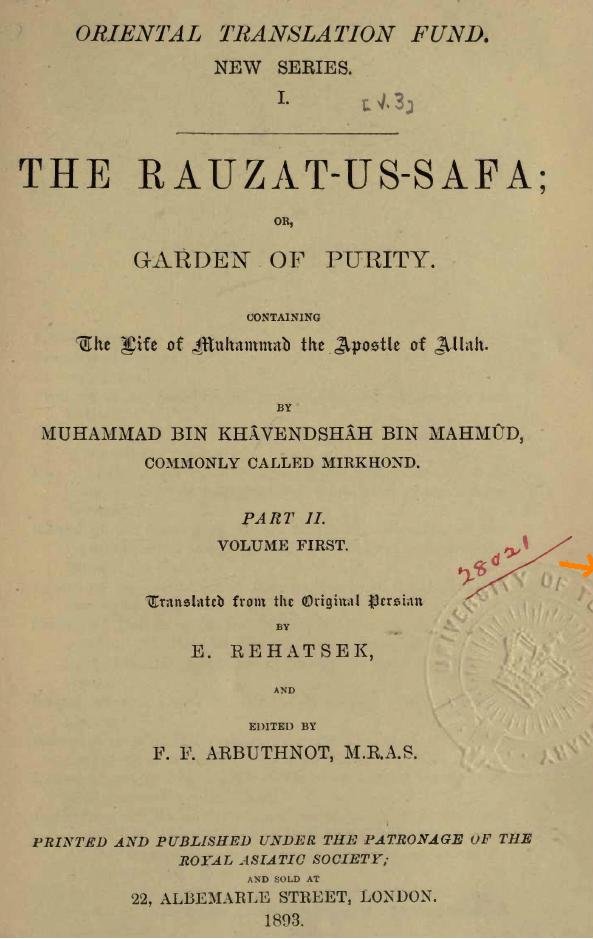 ORIENTAL TRANSLATION FUND.
NEW SERIES.
I.
[V.3]
THE RAUZAT-US-SAFA;
OR,
GARDEN OF PURITY.
CONTAINING
The Life of Muhammad the Apostle of Allah.
BY
MUHAMMAD BIN KHÂVENDSHÂH BIN MAHMÛD,
COMMONLY CALLED MIRKHOND.
PART II.
VOLUME FIRST.
28021
UNIVERSITY OF
Translated from the Original Persian
BY
E. REHATSEK,
AND
EDITED BY
F. F. ARBUTHNOT, M.R.A.S.
PRINTED AND PUBLISHED UNDER THE PATRONAGE OF THE
ROYAL ASIATIC SOCIETY;
AND SOLD AT
22, ALBEMARLE STREET, LONDON.
1893.